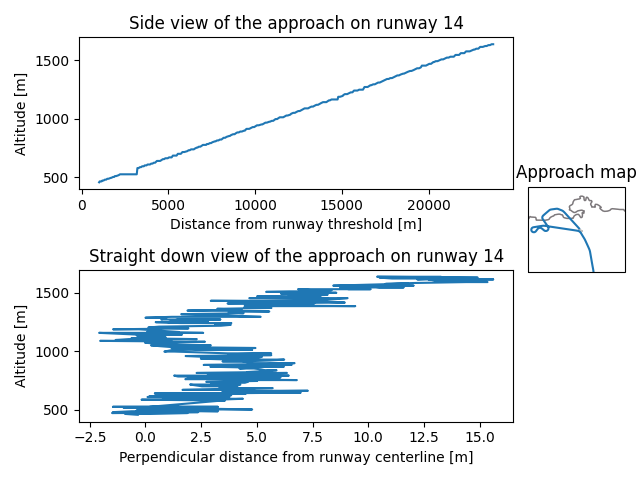 Side view of the approach on runway 14
1500
1000
500
Altitude [m]
0 5000 10000 15000 20000
Distance from runway threshold [m]
Approach map
Straight down view of the approach on runway 14
1500
1000
500
Altitude [m]
−2.5 0.0 2.5 5.0 7.5 10.0 12.5 15.0
Perpendicular distance from runway centerline [m]